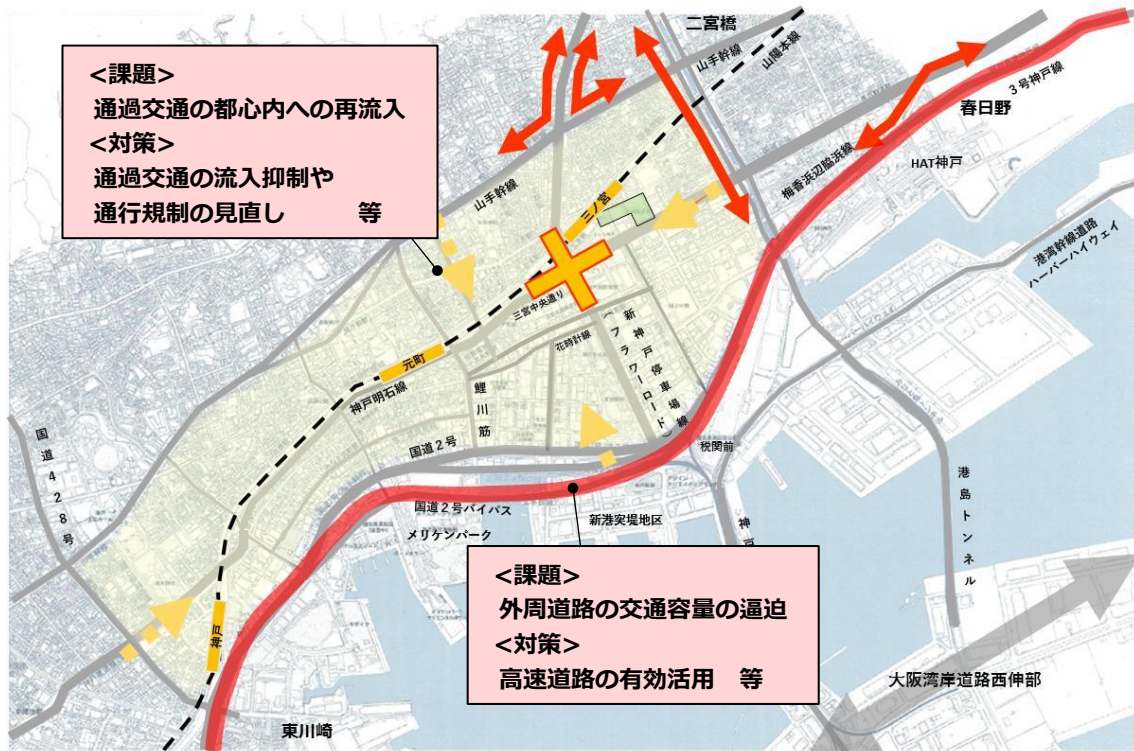 二宮橋
山手幹線
山陽本線
3号神戸線
春日野
HAT神戸
梅香浜辺脇浜線
港湾幹線道路
ハーバーハイウェイ
<課題>
通過交通の都心内への再流入
<対策>
通過交通の流入抑制や
通行規制の見直し 等
山手幹線
三ノ宮
三宮中央通り
花時計線
新神戸停車場線
(フラワーロード)
元町
神戸明石線
鯉川筋
国道2号
税関前
国道428号
国道2号バイパス
メリケンパーク
新港突堤地区
港島トンネル
神戸
<課題>
外周道路の交通容量の逼迫
<対策>
高速道路の有効活用 等
大阪湾岸道路西伸部
東川崎